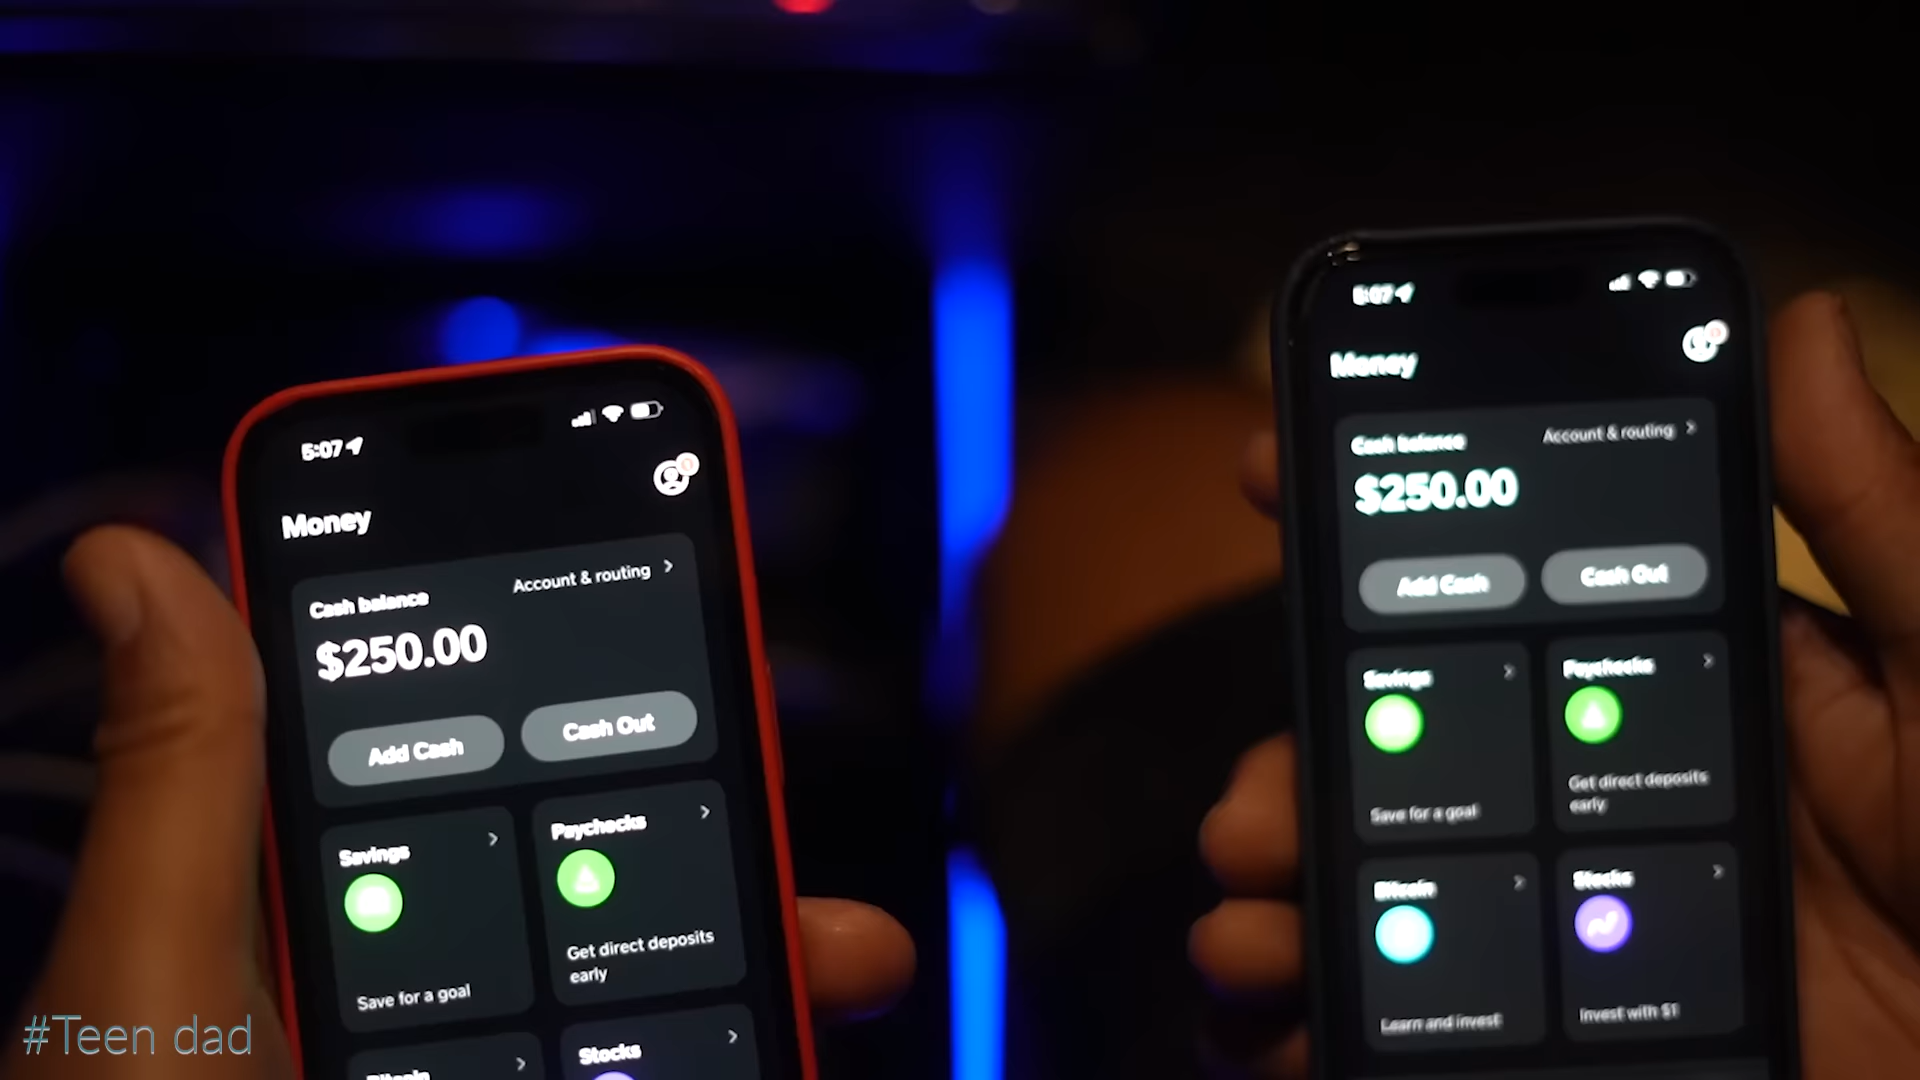 5:07
Money
Cash balance
Account & routing
$250.00
Add Cash
Cash Out
Savings
Paychecks
Save for a goal
Get direct deposits
early
Bitcoin
Stocks
5:07
Money
Cash balance
Account & routing
$250.00
Add Cash
Cash Out
Savings
Paychecks
Save for a goal
Get direct deposits
early
Bitcoin
Stocks
Learn and invest
Invest with $1
#Teen dad